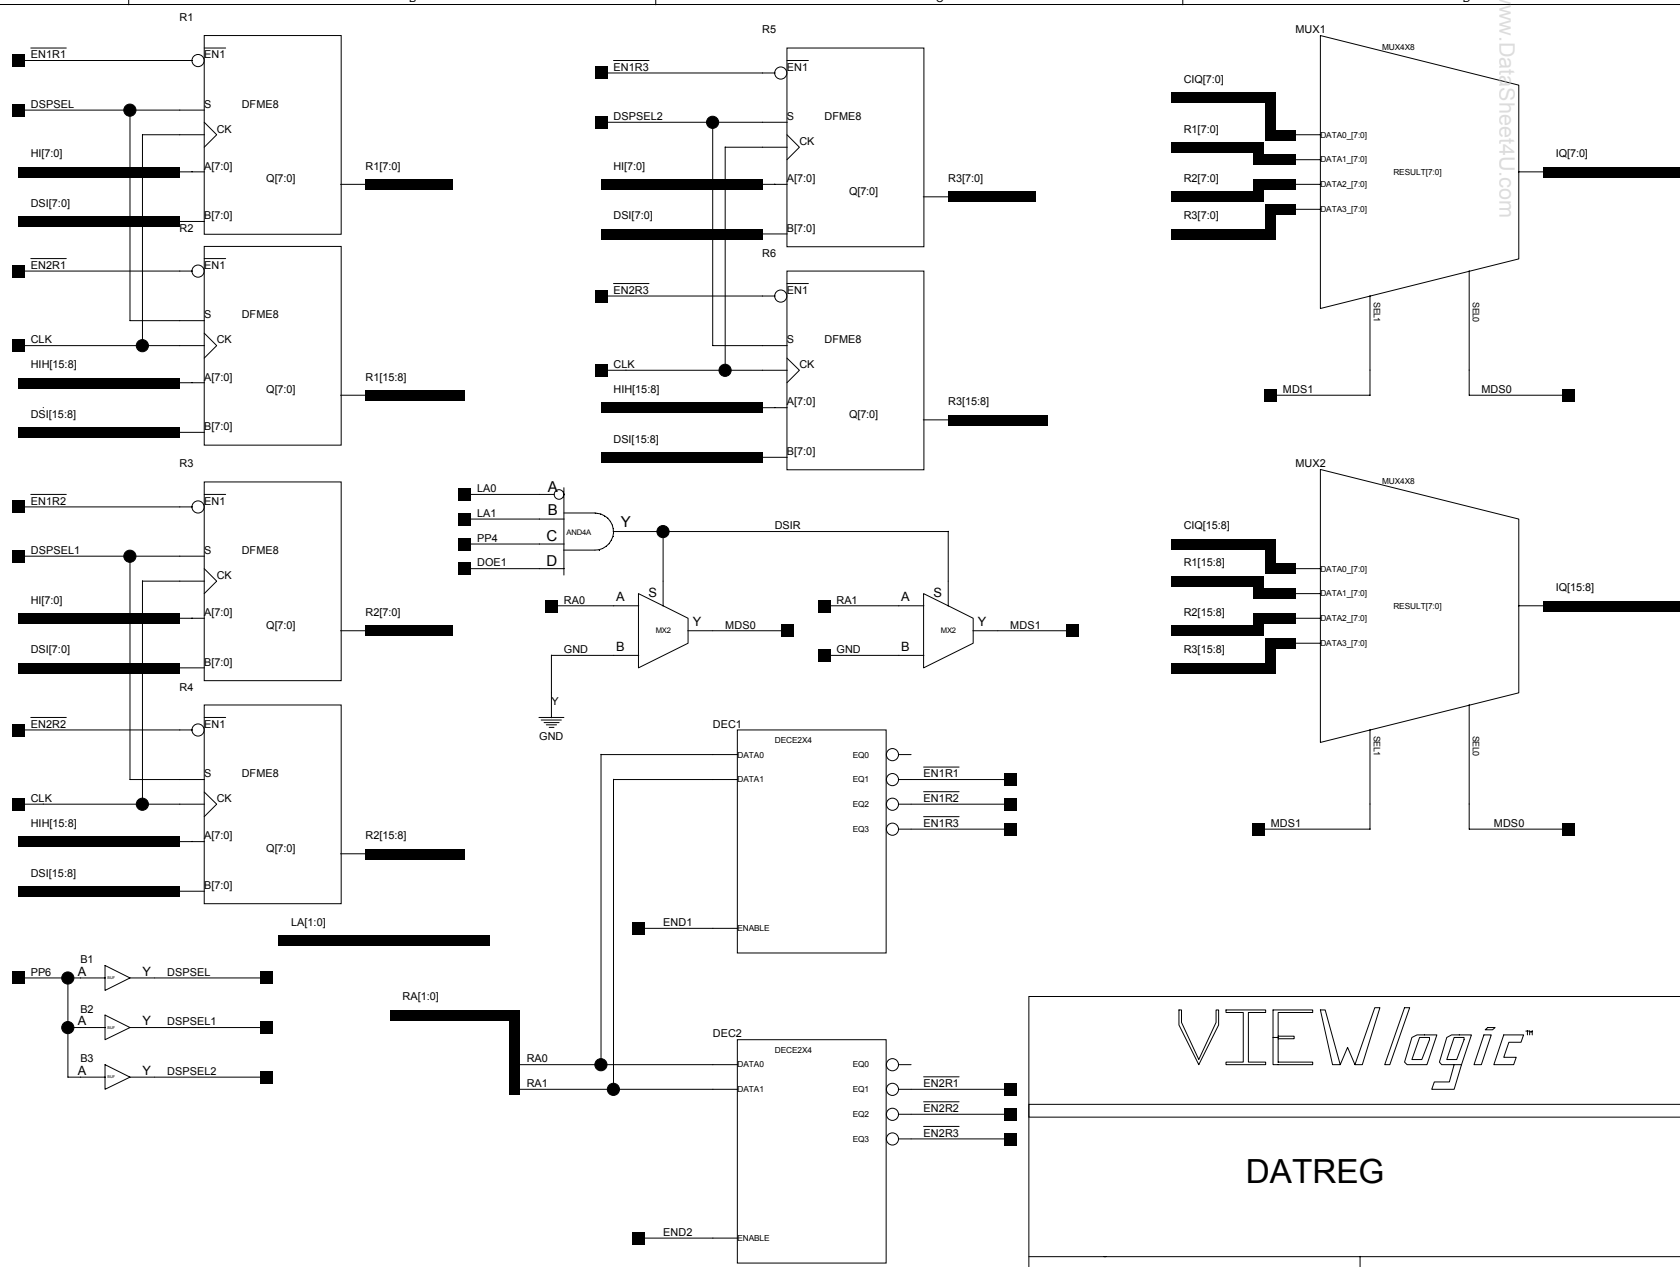 R1
EN1R1
EN1
DSPSEL
S
DFME8
CK
HI[7:0]
A[7:0]
Q[7:0]
R1[7:0]
DSI[7:0]
B[7:0]
R2
EN2R1
EN1
S
DFME8
CLK
CK
HIH[15:8]
A[7:0]
Q[7:0]
R1[15:8]
DSI[15:8]
B[7:0]
R3
EN1R2
EN1
DSPSEL1
S
DFME8
CK
HI[7:0]
A[7:0]
Q[7:0]
R2[7:0]
DSI[7:0]
B[7:0]
R4
EN2R2
EN1
S
DFME8
CLK
CK
HIH[15:8]
A[7:0]
Q[7:0]
R2[15:8]
DSI[15:8]
B[7:0]
LA[1:0]
PP6
B1
A
BUF
Y
DSPSEL
B2
A
BUF
Y
DSPSEL1
B3
A
BUF
Y
DSPSEL2
R5
EN1R3
EN1
DSPSEL2
S
DFME8
CK
HI[7:0]
A[7:0]
Q[7:0]
R3[7:0]
DSI[7:0]
B[7:0]
R6
EN2R3
EN1
S
DFME8
CLK
CK
HIH[15:8]
A[7:0]
Q[7:0]
R3[15:8]
DSI[15:8]
B[7:0]
LA0
A
LA1
B
PP4
C
DOE1
D
AND4A
Y
DSIR
RA0
A
S
MX2
Y
MDS0
GND
B
Y
GND
RA1
A
S
MX2
Y
MDS1
GND
B
DEC1
DECE2X4
DATA0
DATA1
EQ0
EQ1
EN1R1
EQ2
EN1R2
EQ3
EN1R3
END1
ENABLE
RA[1:0]
RA0
RA1
DEC2
DECE2X4
DATA0
DATA1
EQ0
EQ1
EN2R1
EQ2
EN2R2
EQ3
EN2R3
END2
ENABLE
MUX1
MUX4X8
CIQ[7:0]
DATA0_[7:0]
R1[7:0]
DATA1_[7:0]
R2[7:0]
DATA2_[7:0]
R3[7:0]
DATA3_[7:0]
RESULT[7:0]
IQ[7:0]
SEL1
SEL0
MDS1
MDS0
MUX2
MUX4X8
CIQ[15:8]
DATA0_[7:0]
R1[15:8]
DATA1_[7:0]
R2[15:8]
DATA2_[7:0]
R3[15:8]
DATA3_[7:0]
RESULT[7:0]
IQ[15:8]
SEL1
SEL0
MDS1
MDS0
www.DataSheet4U.com
VIEWlogic™
DATREG